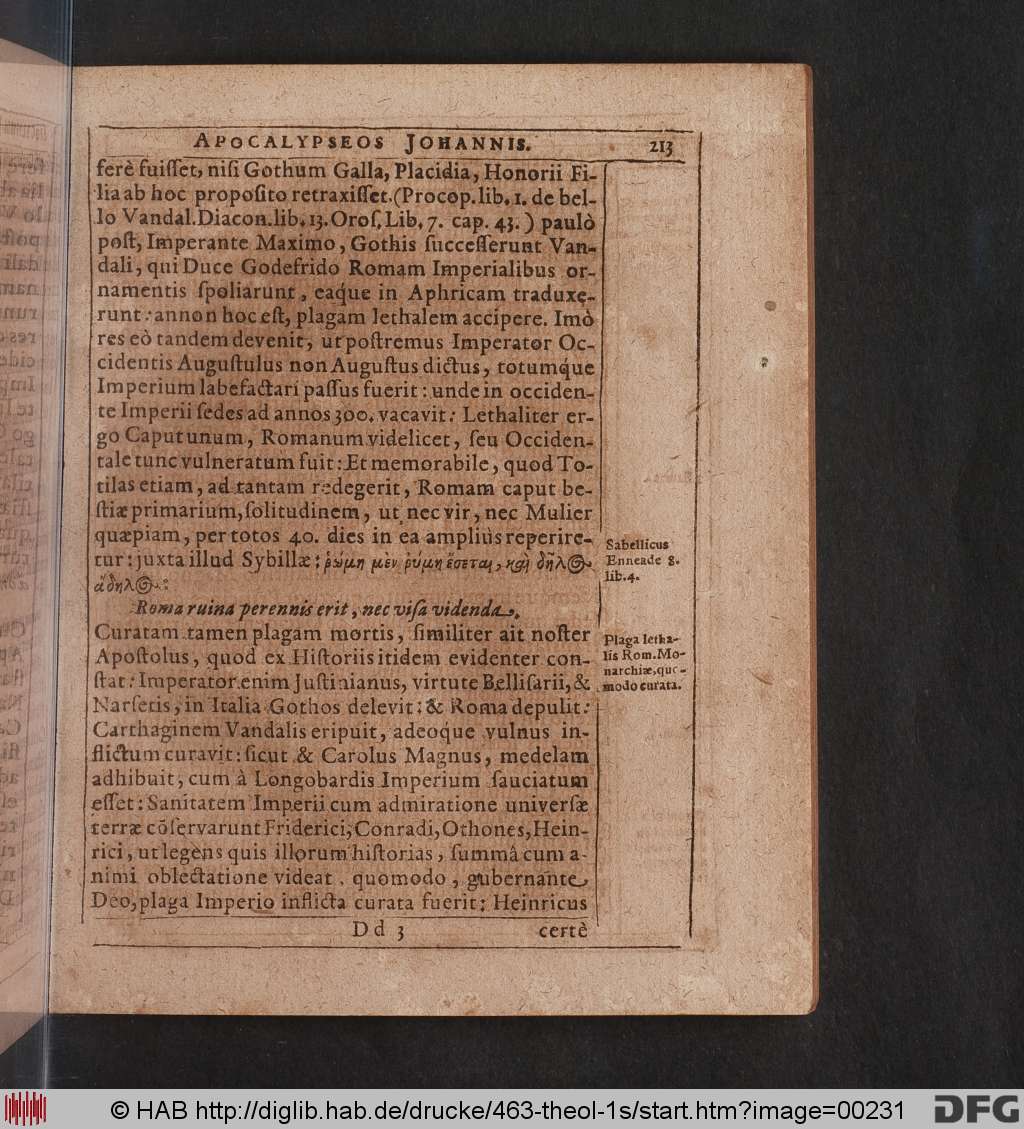 APOCALYPSEOS JOHANNIS. 213
ferè fuiſſet, niſi Gothum Galla, Placidia, Honorii Fi-
lia ab hoc propoſito retraxiſſet. (Procop. lib. 1. de bel-
lo Vandal. Diacon. lib. 13. Oroſ. Lib. 7. cap. 43.) paulò
poſt, Imperante Maximo, Gothis ſucceſſerunt Van-
dali, qui Duce Godefrido Romam Imperialibus or-
namentis ſpoliarunt, eaque in Aphricam traduxe-
runt: annon hoc eſt, plagam lethalem accipere. Imò
res eò tandem devenit, ut poſtremus Imperator Oc-
cidentis Auguſtulus non Auguſtus dictus, totumq́ue
Imperium labefactari paſſus fuerit: unde in occiden-
te Imperii ſedes ad annos 300. vacavit: Lethaliter er-
go Caput unum, Romanum videlicet, ſeu Occiden-
tale tunc vulneratum fuit: Et memorabile, quod To-
tilas etiam, ad tantam redegerit, Romam caput be-
ſtiæ primarium, ſolitudinem, ut nec vir, nec Mulier
quæpiam, per totos 40. dies in ea ampliùs reperire-
tur: juxta illud Sybillæ: ῥώμη μὲν ῥύμη ἔσεται, καὶ δῆλος
ἄδηλος:
Roma ruina perennis erit, nec viſa videnda.
Curatam tamen plagam mortis, ſimiliter ait noſter
Apoſtolus, quod ex Hiſtoriis itidem evidenter con-
ſtat: Imperator enim Juſtinianus, virtute Belliſarii, &
Narſetis, in Italia Gothos delevit: & Roma depulit:
Carthaginem Vandalis eripuit, adeoque vulnus in-
flictum curavit: ſicut & Carolus Magnus, medelam
adhibuit, cum à Longobardis Imperium ſauciatum
eſſet: Sanitatem Imperii cum admiratione univerſæ
terræ cõſervarunt Friderici, Conradi, Othones, Hein-
rici, ut legens quis illorum hiſtorias, ſummâ cum a-
nimi oblectatione videat, quomodo, gubernante
Deo, plaga Imperio inflicta curata fuerit: Heinricus
Dd 3 certè
Sabellicus
Enneade 8.
lib. 4.
Plaga letha-
lis Rom. Mo-
narchiæ, quo-
modo curata.
© HAB http://diglib.hab.de/drucke/463-theol-1s/start.htm?image=00231
DFG